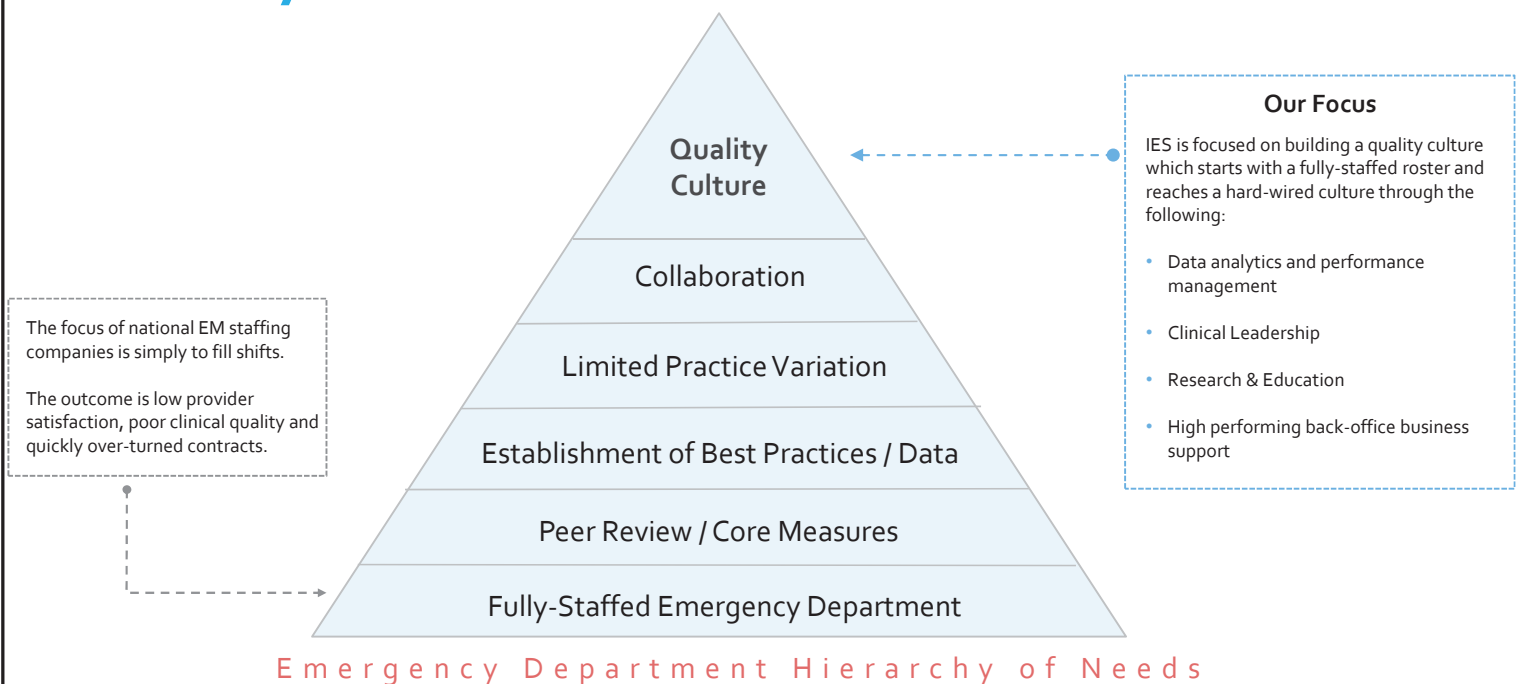 Quality
Culture
Collaboration
Limited Practice Variation
Establishment of Best Practices / Data
Peer Review / Core Measures
Fully-Staffed Emergency Department
Emergency Department Hierarchy of Needs
The focus of national EM staffing
companies is simply to fill shifts.
The outcome is low provider
satisfaction, poor clinical quality and
quickly over-turned contracts.
Our Focus
IES is focused on building a quality culture
which starts with a fully-staffed roster and
reaches a hard-wired culture through the
following:
• Data analytics and performance
management
• Clinical Leadership
• Research & Education
• High performing back-office business
support